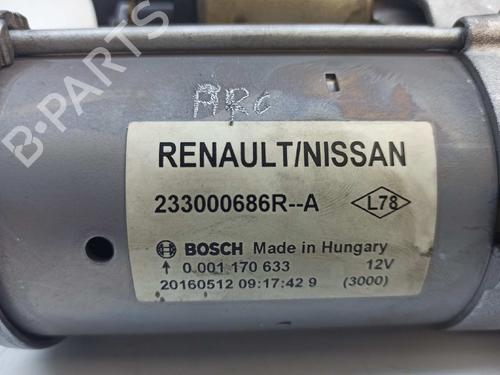 ARC
RENAULT/NISSAN
233000686R--A
L78
BOSCH Made in Hungary
↑ 0 001 170 633 12V
20160512 09:17:42 9 (3000)
B-PARTS